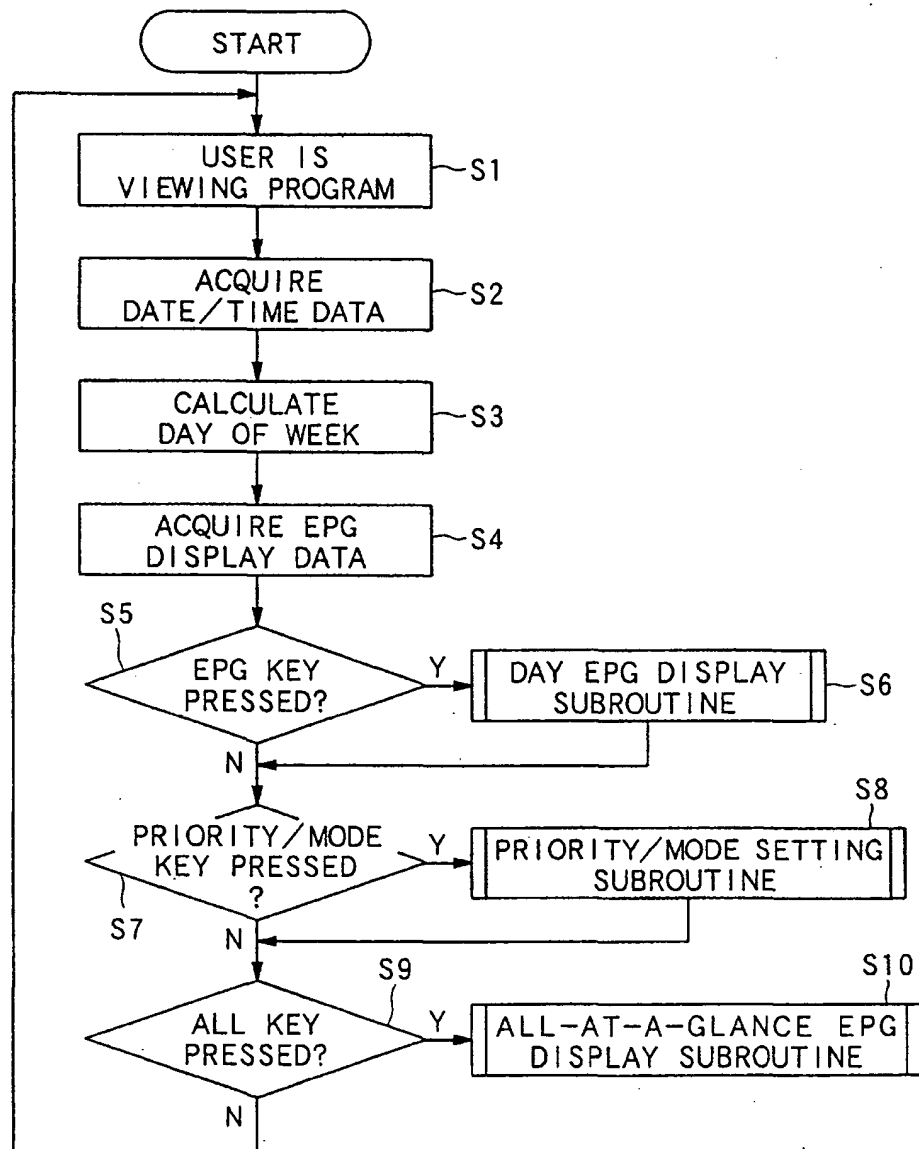 START
USER IS
VIEWING PROGRAM
S1
ACQUIRE
DATE/TIME DATA
S2
CALCULATE
DAY OF WEEK
S3
ACQUIRE EPG
DISPLAY DATA
S4
S5
EPG KEY
PRESSED?
Y
DAY EPG DISPLAY
SUBROUTINE
S6
N
PRIORITY/MODE
KEY PRESSED
?
S7
Y
S8
PRIORITY/MODE SETTING
SUBROUTINE
N
S9
ALL KEY
PRESSED?
Y
S10
ALL-AT-A-GLANCE EPG
DISPLAY SUBROUTINE
N